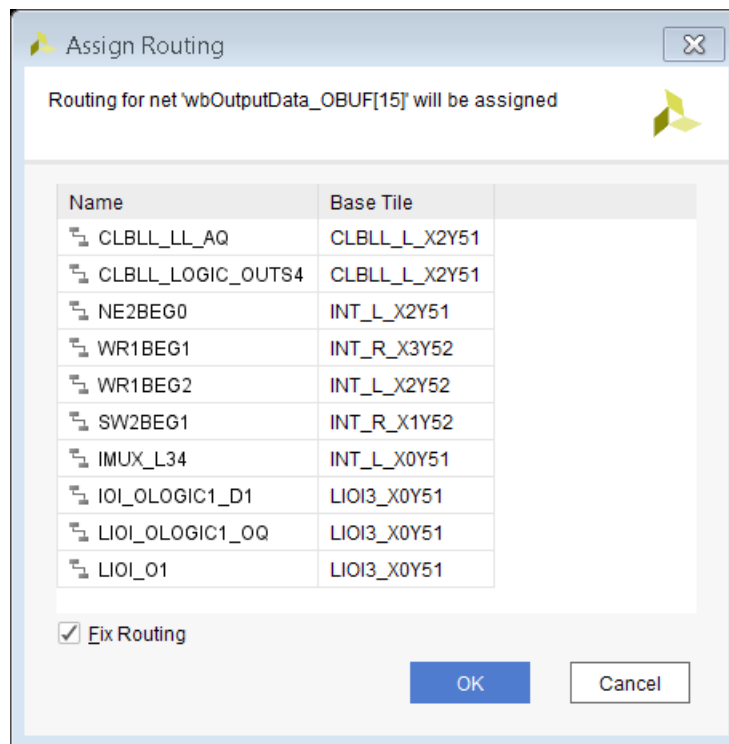 Assign Routing
Routing for net 'wbOutputData_OBUF[15]' will be assigned
Name Base Tile
CLBLL_LL_AQ CLBLL_L_X2Y51
CLBLL_LOGIC_OUTS4 CLBLL_L_X2Y51
NE2BEG0 INT_L_X2Y51
WR1BEG1 INT_R_X3Y52
WR1BEG2 INT_L_X2Y52
SW2BEG1 INT_R_X1Y52
IMUX_L34 INT_L_X0Y51
IOI_OLOGIC1_D1 LIOI3_X0Y51
LIOI_OLOGIC1_OQ LIOI3_X0Y51
LIOI_O1 LIOI3_X0Y51
Fix Routing
OK Cancel